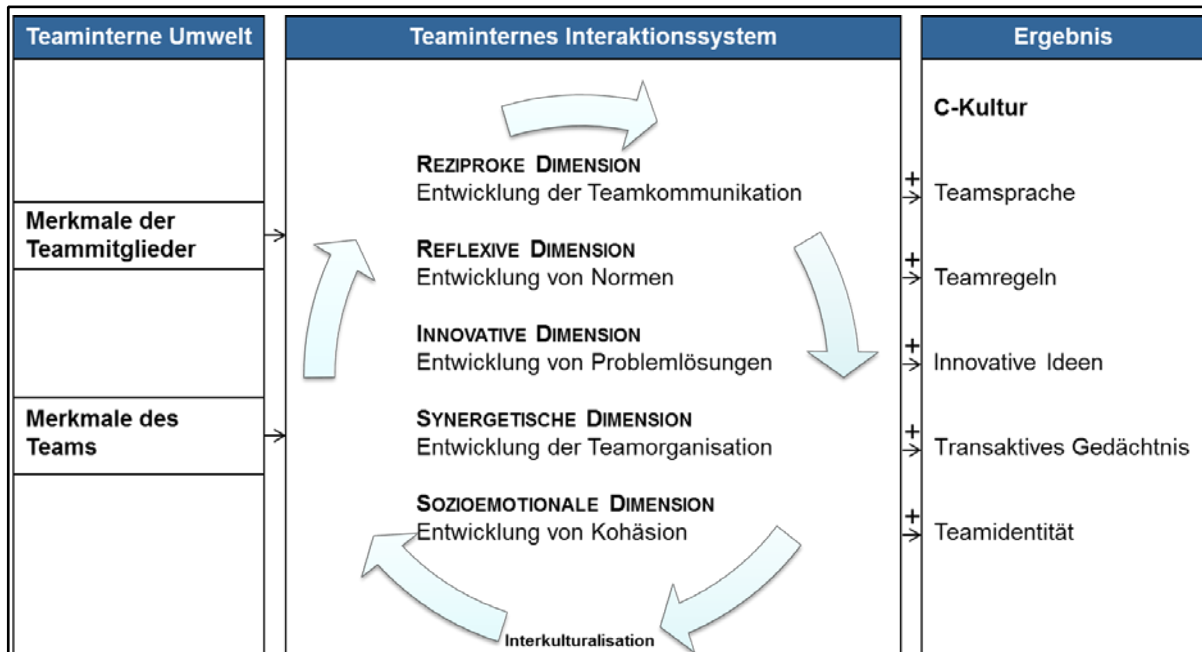 Teaminterne Umwelt
Merkmale der
Teammitglieder
Merkmale des
Teams
Teaminternes Interaktionssystem
REZIPROKE DIMENSION
Entwicklung der Teamkommunikation
REFLEXIVE DIMENSION
Entwicklung von Normen
INNOVATIVE DIMENSION
Entwicklung von Problemlösungen
SYNERGETISCHE DIMENSION
Entwicklung der Teamorganisation
SOZIOEMOTIONALE DIMENSION
Entwicklung von Kohäsion
Interkulturalisation
Ergebnis
C-Kultur
+
Teamsprache
+
Teamregeln
+
Innovative Ideen
+
Transaktives Gedächtnis
+
Teamidentität